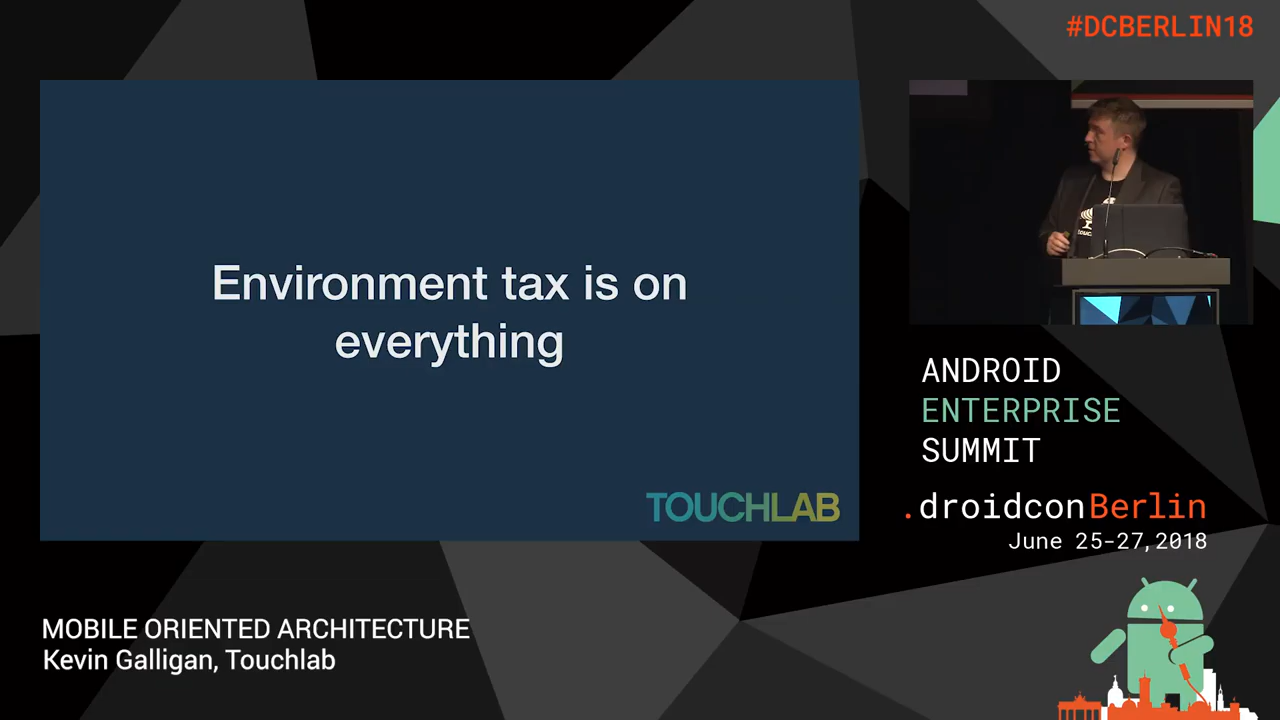 #DCBERLIN18
Environment tax is on
everything
TOUCHLAB
ANDROID
ENTERPRISE
SUMMIT
.droidconBerlin
June 25-27,2018
MOBILE ORIENTED ARCHITECTURE
Kevin Galligan, Touchlab